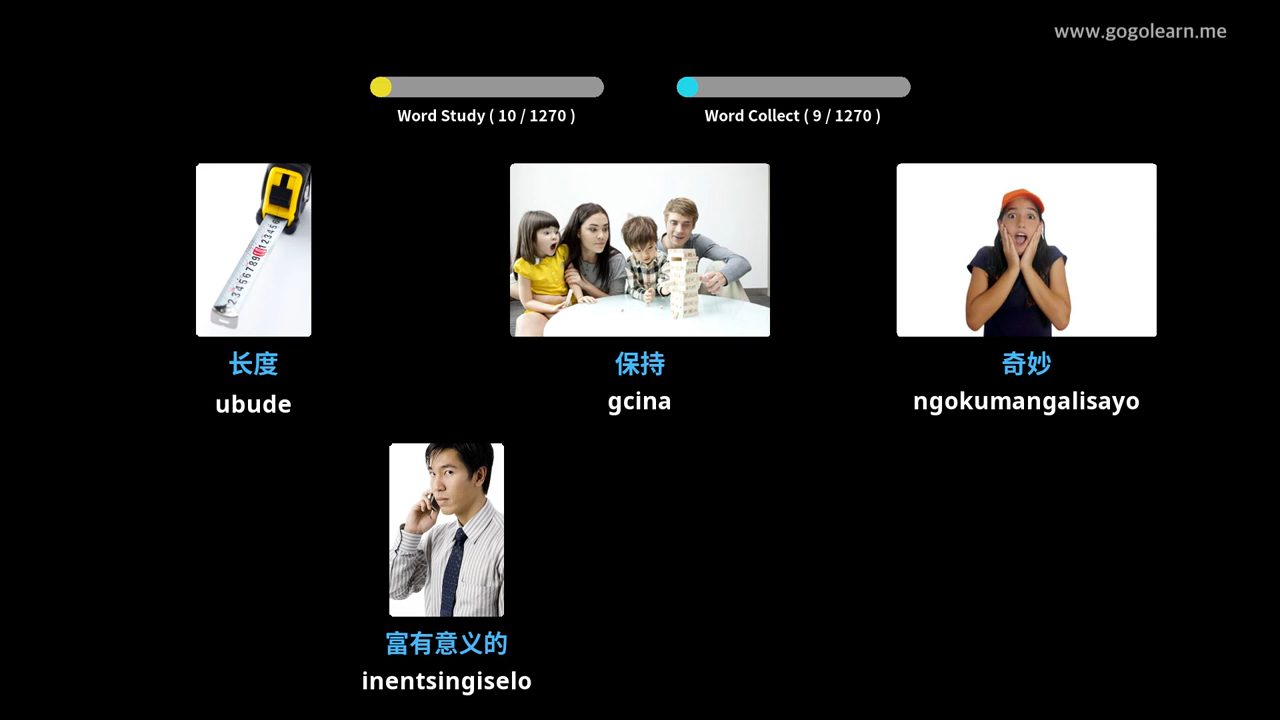 www.gogolearn.me
Word Study ( 10 / 1270 )
Word Collect ( 9 / 1270 )
长度
ubude
保持
gcina
奇妙
ngokumangalisayo
富有意义的
inentsingiselo